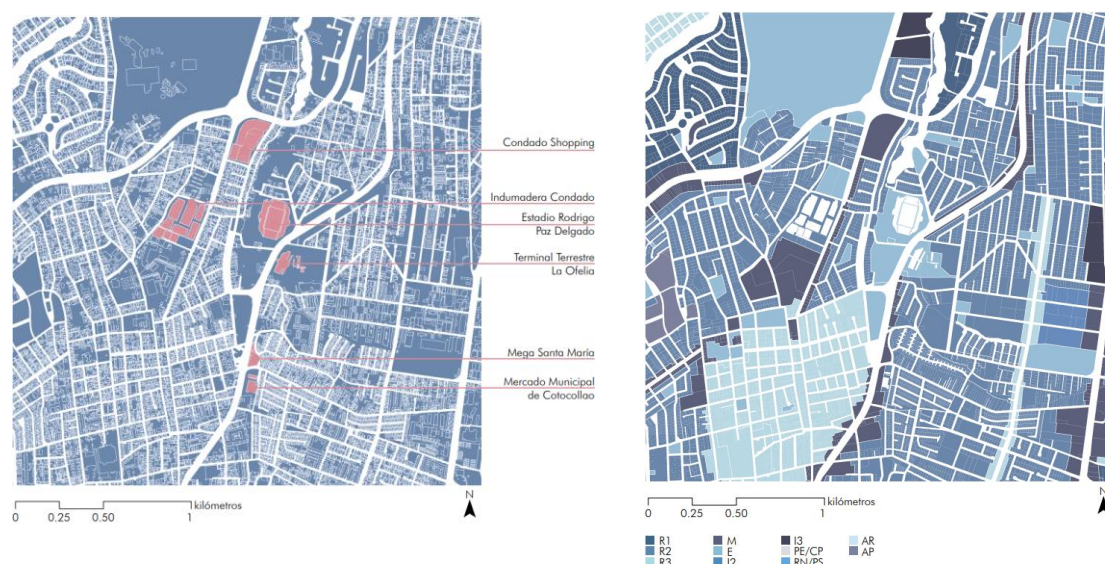 Condado Shopping
Indumadera Condado
Estadio Rodrigo
Paz Delgado
Terminal Terrestre
La Ofelia
Mega Santa María
Mercado Municipal
de Cotocollao
N
kilómetros
0 0.25 0.50 1
N
kilómetros
0 0.25 0.50 1
R1 M I3 AR
R2 E PE/CP AP
R3 I2 RN/PS